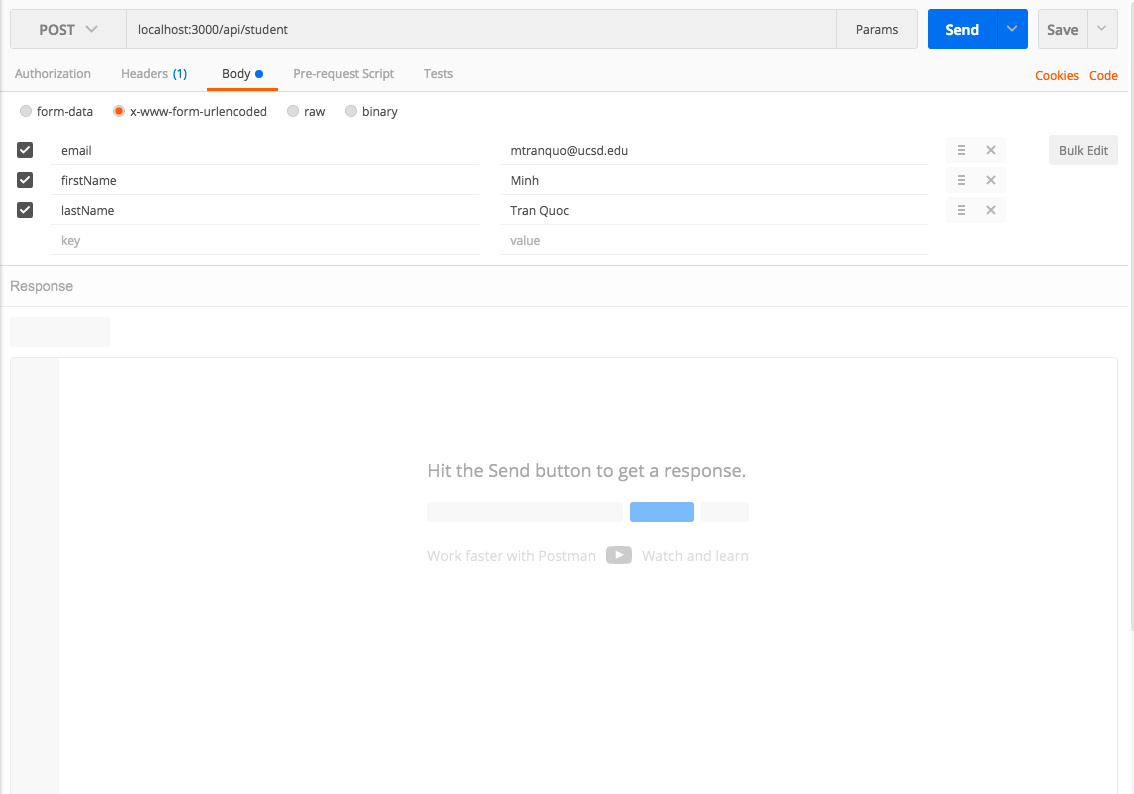 POST localhost:3000/api/student Params Send Save
Authorization Headers (1) Body Pre-request Script Tests Cookies Code
form-data x-www-form-urlencoded raw binary
email mtranquo@ucsd.edu Bulk Edit
firstName Minh
lastName Tran Quoc
key value
Response
Hit the Send button to get a response.
Work faster with Postman Watch and learn